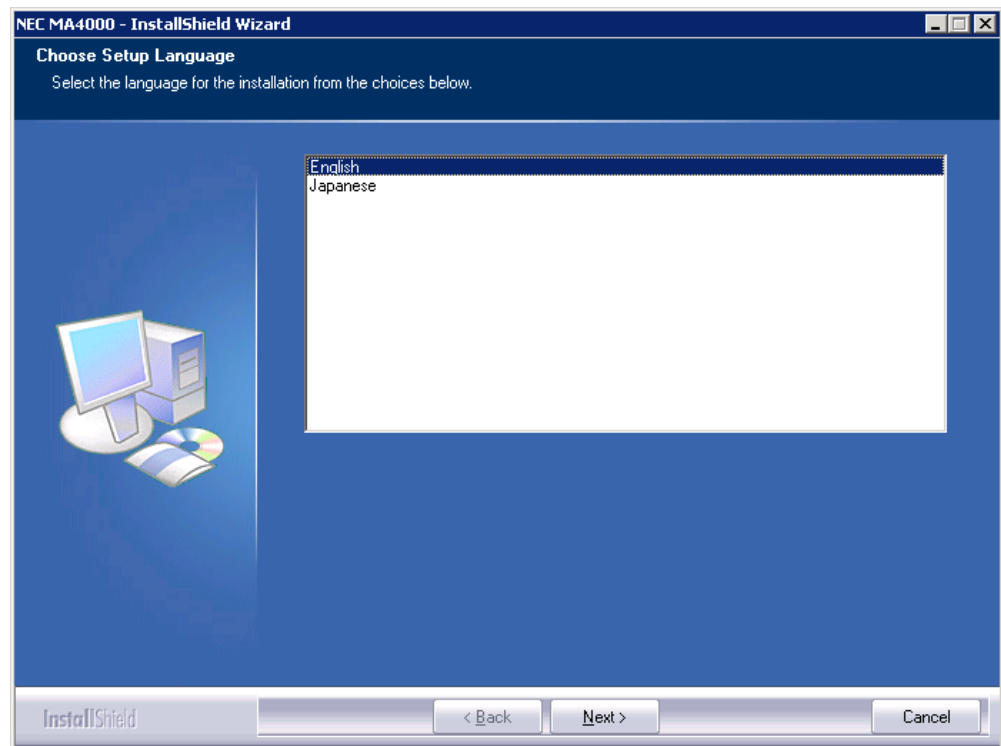 NEC MA4000 - InstallShield Wizard
Choose Setup Language
Select the language for the installation from the choices below.
English
Japanese
InstallShield
< Back
Next >
Cancel